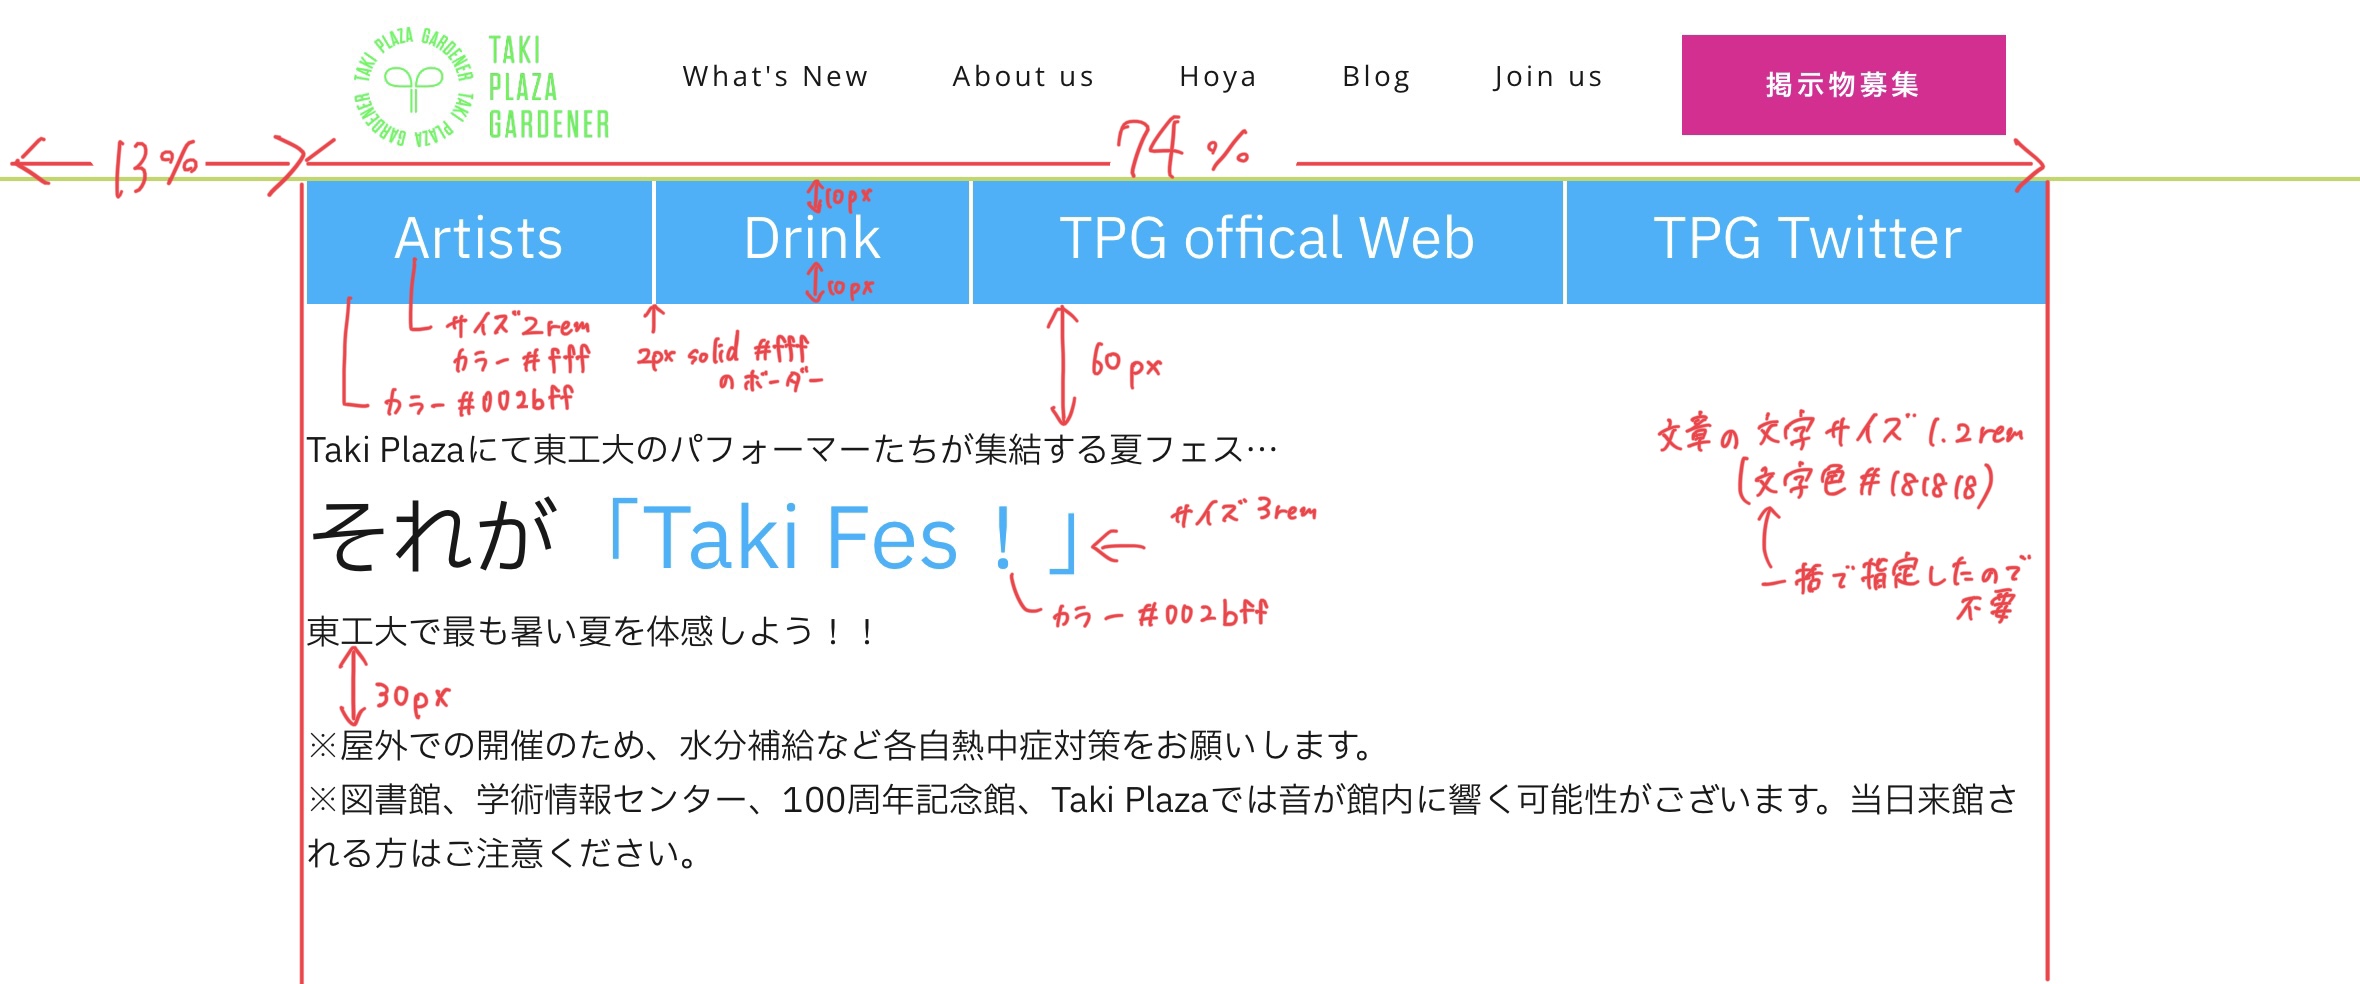 TAKI PLAZA GARDENER TAKI PLAZA GARDENER
TAKI
PLAZA
GARDENER
What's New
About us
Hoya
Blog
Join us
掲示物募集
13%
74%
Artists
Drink
TPG offical Web
TPG Twitter
10px
10px
サイズ2rem
カラー #fff
カラー #002bff
2px solid #fff
のボーダー
60px
Taki Plazaにて東工大のパフォーマーたちが集結する夏フェス…
文章の文字サイズ1.2rem
(文字色 #181818)
一括で指定したので
不要
それが「Taki Fes！」
サイズ3rem
カラー #002bff
東工大で最も暑い夏を体感しよう！！
30px
※屋外での開催のため、水分補給など各自熱中症対策をお願いします。
※図書館、学術情報センター、100周年記念館、Taki Plazaでは音が館内に響く可能性がございます。当日来館さ
れる方はご注意ください。